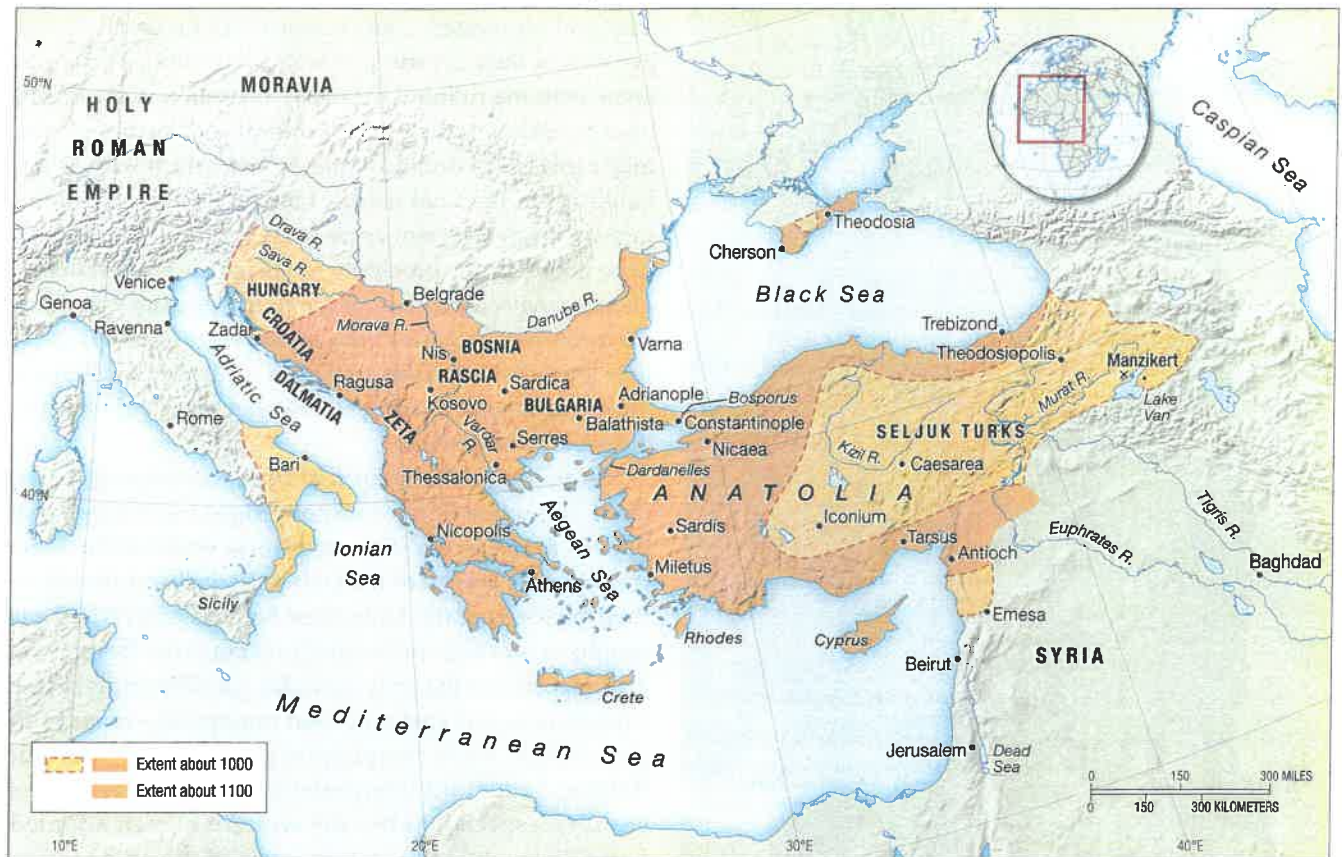 50°N
HOLY
ROMAN
EMPIRE
MORAVIA
Caspian Sea
Drava R.
Sava R.
HUNGARY
Venice
Genoa
Ravenna
Zadar
CROATIA
Belgrade
Morava R.
Danube R.
Theodosia
Cherson
Black Sea
Adriatic Sea
DALMATIA
Ragusa
Nis
BOSNIA
Varna
RASCIA
Kosovo
Sardica
BULGARIA
Adrianople
Balathista
Bosporus
Constantinople
Trebizond
Theodosiopolis
Manzikert
Murat R.
Lake
Van
Rome
ZETA
Vardar
R.
Serres
Nicaea
SELJUK TURKS
Kizil R.
Caesarea
Bari
Thessalonica
Dardanelles
ANATOLIA
40°N
Iconium
Nicopolis
Aegean Sea
Sardis
Tarsus
Antioch
Euphrates R.
Tigris R.
Baghdad
Ionian
Sea
Athens
Miletus
Sicily
Rhodes
Cyprus
Emesa
Beirut
SYRIA
Crete
Mediterranean Sea
Jerusalem
Dead
Sea
Extent about 1000
Extent about 1100
0 150 300 MILES
0 150 300 KILOMETERS
10°E 20°E 30°E 40°E